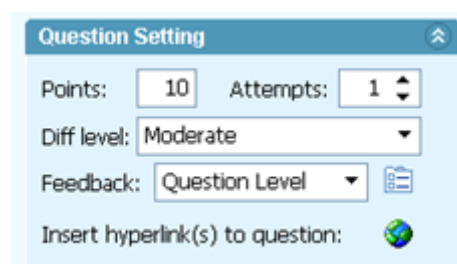 Question Setting
Points: 10 Attempts: 1
Diff level: Moderate
Feedback: Question Level
Insert hyperlink(s) to question: